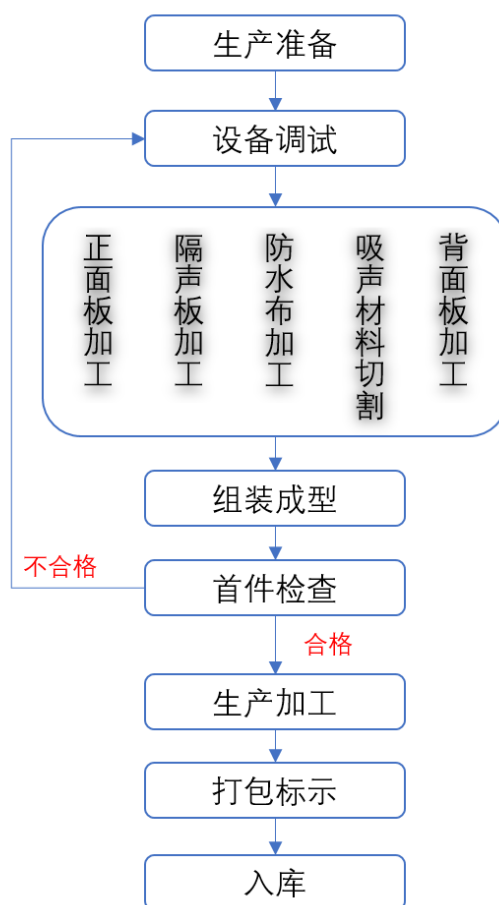 生产准备
设备调试
正面板加工
隔声板加工
防水布加工
吸声材料切割
背面板加工
组装成型
不合格
首件检查
合格
生产加工
打包标示
入库